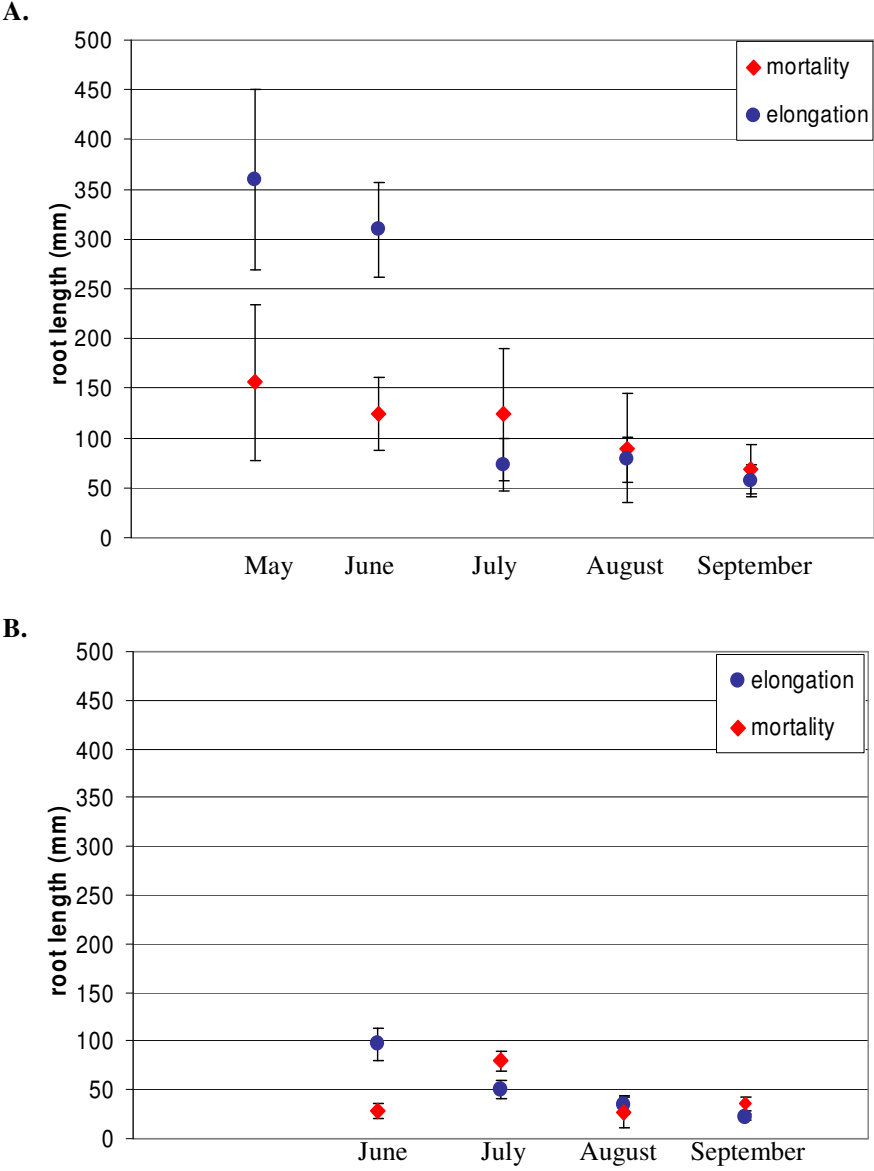 A.
500
mortality
450
elongation
400
350
300
250
200
150
100
50
0
root length (mm)
May June July August September
B.
500
elongation
450
mortality
400
350
300
250
200
150
100
50
0
root length (mm)
June July August September